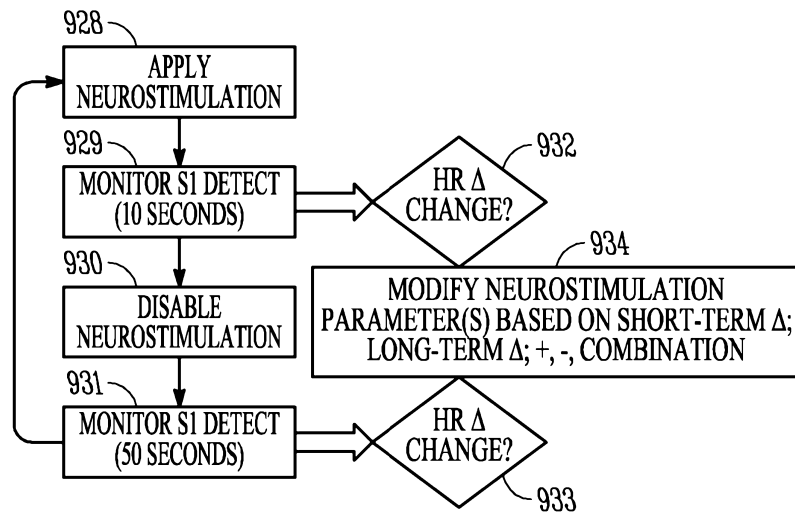 928
APPLY
NEUROSTIMULATION
929
MONITOR S1 DETECT
(10 SECONDS)
932
HR Δ
CHANGE?
930
DISABLE
NEUROSTIMULATION
934
MODIFY NEUROSTIMULATION
PARAMETER(S) BASED ON SHORT-TERM Δ;
LONG-TERM Δ; +, -, COMBINATION
931
MONITOR S1 DETECT
(50 SECONDS)
HR Δ
CHANGE?
933